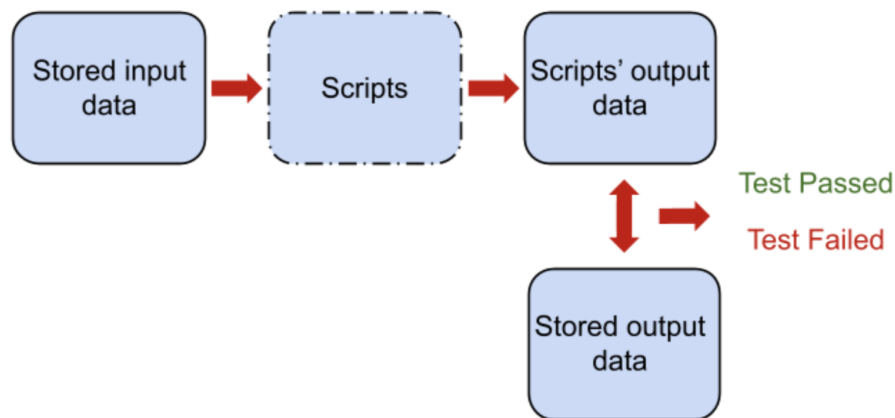 Stored input
data
Scripts
Scripts’ output
data
Test Passed
Test Failed
Stored output
data